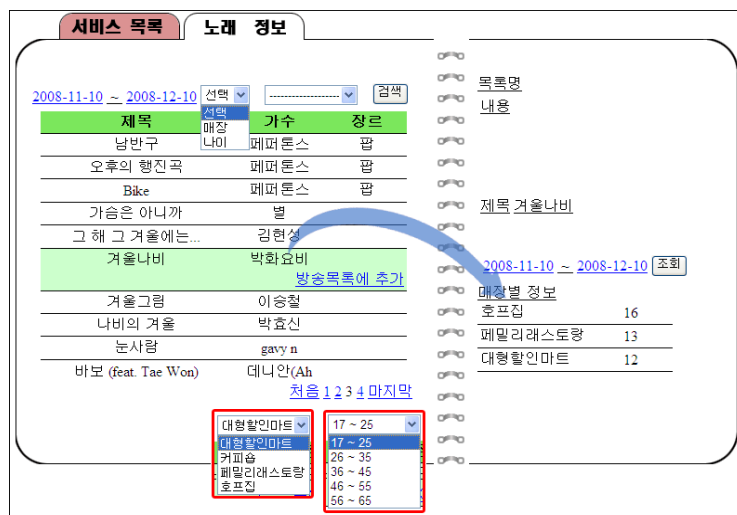 서비스 목록 노래 정보
2008-11-10 ~ 2008-12-10 선택 ------------------- 검색
선택
매장
나이
제목 가수 장르
남반구 페퍼톤스 팝
오후의 행진곡 페퍼톤스 팝
Bike 페퍼톤스 팝
가슴은 아니까 별
그 해 그 겨울에는... 김현성
겨울나비 박화요비
방송목록에 추가
겨울그림 이승철
나비의 겨울 박효신
눈사람 gavy n
바보 (feat. Tae Won) 데니안(Ah
처음 1 2 3 4 마지막
대형할인마트
대형할인마트
커피숍
페밀리래스토랑
호프집
17 ~ 25
17 ~ 25
26 ~ 35
36 ~ 45
46 ~ 55
56 ~ 65
목록명
내용
제목 겨울나비
2008-11-10 ~ 2008-12-10 조회
매장별 정보
호프집 16
페밀리래스토랑 13
대형할인마트 12